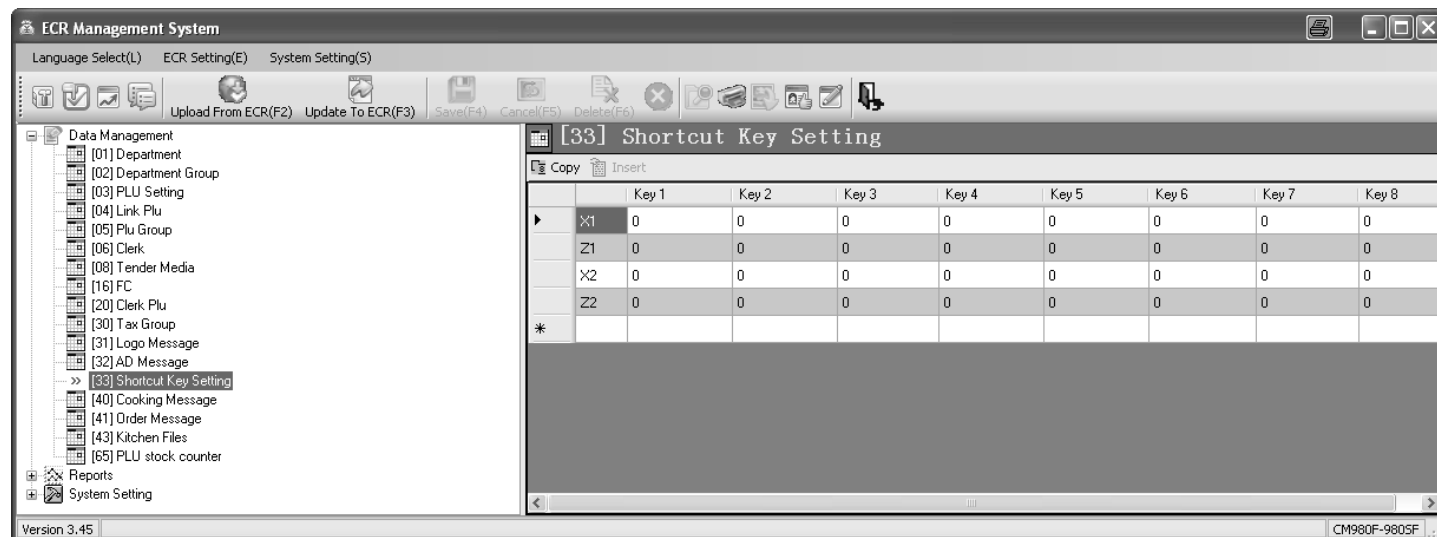 ECR Management System
Language Select(L) ECR Setting(E) System Setting(S)
Upload From ECR(F2) Update To ECR(F3) Save(F4) Cancel(F5) Delete(F6)
Data Management
[01] Department
[02] Department Group
[03] PLU Setting
[04] Link Plu
[05] Plu Group
[06] Clerk
[08] Tender Media
[16] FC
[20] Clerk Plu
[30] Tax Group
[31] Logo Message
[32] AD Message
[33] Shortcut Key Setting
[40] Cooking Message
[41] Order Message
[43] Kitchen Files
[65] PLU stock counter
Reports
System Setting
[33] Shortcut Key Setting
Copy Insert
Key 1 Key 2 Key 3 Key 4 Key 5 Key 6 Key 7 Key 8
X1 0 0 0 0 0 0 0 0
Z1 0 0 0 0 0 0 0 0
X2 0 0 0 0 0 0 0 0
Z2 0 0 0 0 0 0 0 0
Version 3.45 CM980F-980SF